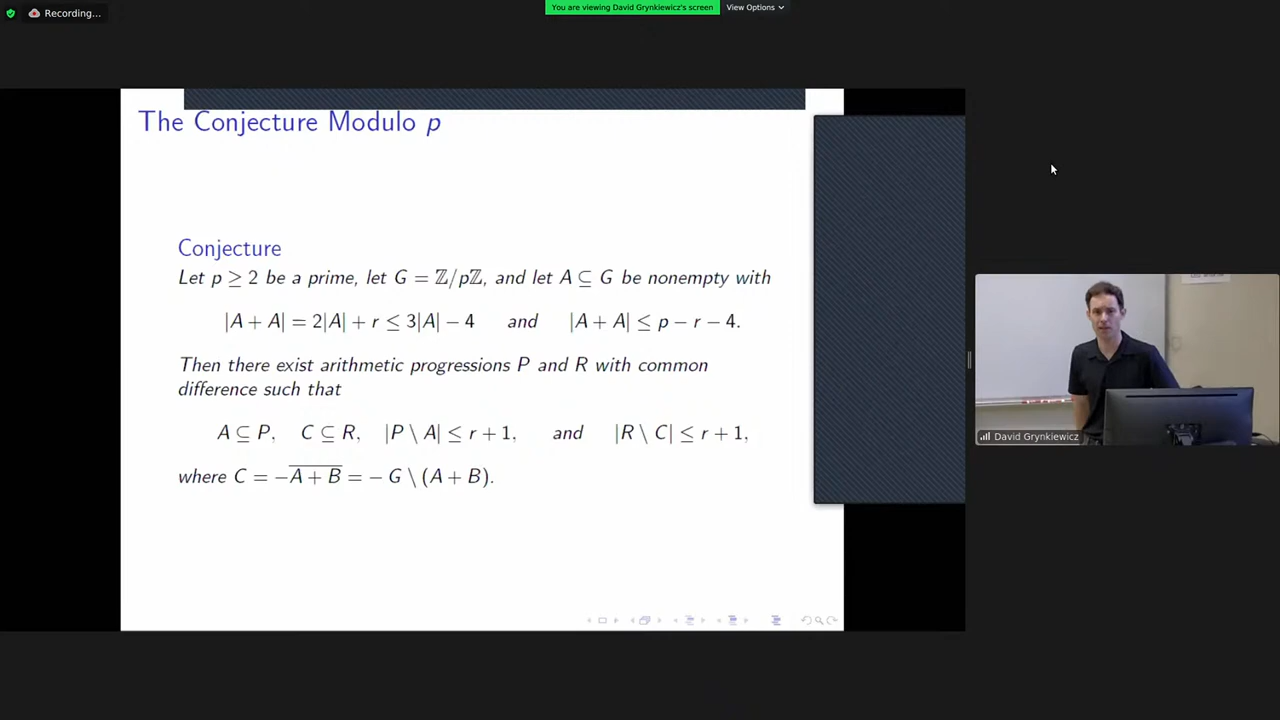 Recording...
You are viewing David Grynkiewicz's screen
View Options
The Conjecture Modulo p
Conjecture
Let p ≥ 2 be a prime, let G = ℤ/pℤ, and let A ⊆ G be nonempty with
|A + A| = 2|A| + r ≤ 3|A| − 4 and |A + A| ≤ p − r − 4.
Then there exist arithmetic progressions P and R with common
difference such that
A ⊆ P, C ⊆ R, |P \ A| ≤ r + 1, and |R \ C| ≤ r + 1,
where C = −\overline{A + B} = − G \ (A + B).
David Grynkiewicz